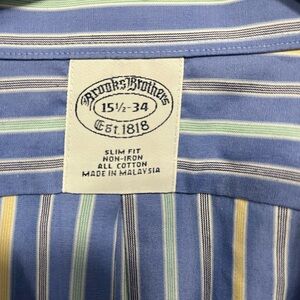 Brooks Brothers
15½-34
Est. 1818
SLIM FIT
NON-IRON
ALL COTTON
MADE IN MALAYSIA